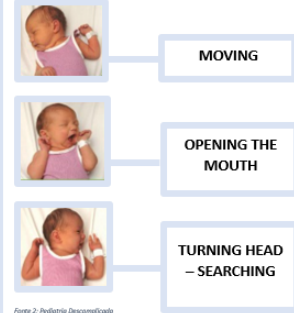 MOVING
OPENING THE
MOUTH
TURNING HEAD
– SEARCHING
Fonte 2: Pediatria Descomplicada